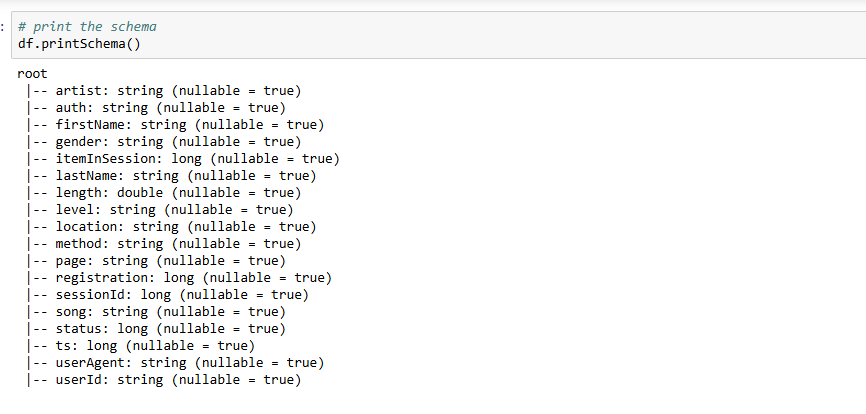 : # print the schema
df.printSchema()
root
|-- artist: string (nullable = true)
|-- auth: string (nullable = true)
|-- firstName: string (nullable = true)
|-- gender: string (nullable = true)
|-- itemInSession: long (nullable = true)
|-- lastName: string (nullable = true)
|-- length: double (nullable = true)
|-- level: string (nullable = true)
|-- location: string (nullable = true)
|-- method: string (nullable = true)
|-- page: string (nullable = true)
|-- registration: long (nullable = true)
|-- sessionId: long (nullable = true)
|-- song: string (nullable = true)
|-- status: long (nullable = true)
|-- ts: long (nullable = true)
|-- userAgent: string (nullable = true)
|-- userId: string (nullable = true)